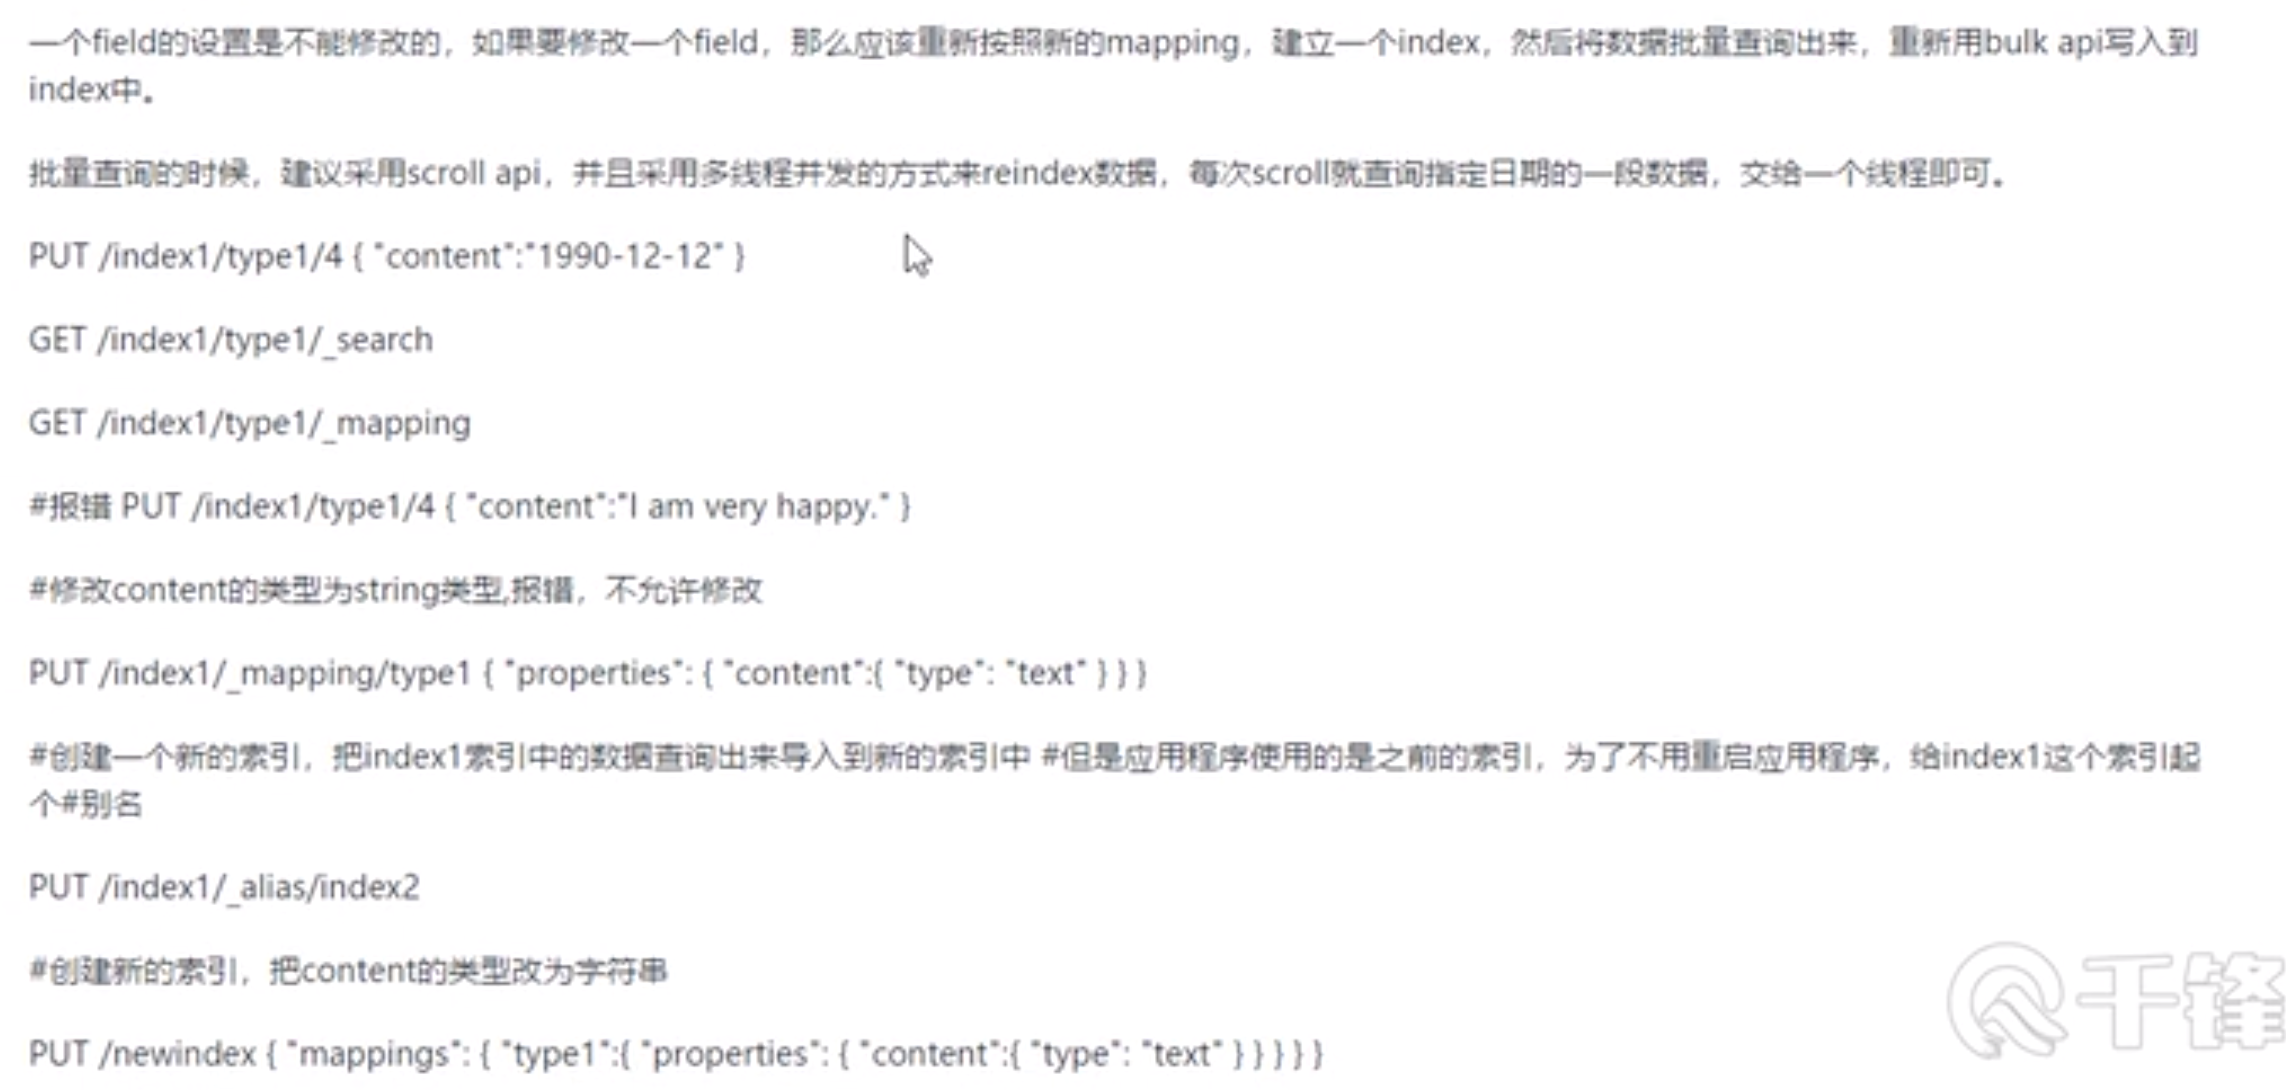 一个field的设置是不能修改的，如果要修改一个field，那么应该重新按照新的mapping，建立一个index，然后将数据批量查询出来，重新用bulk api写入到
index中。
批量查询的时候，建议采用scroll api，并且采用多线程并发的方式来reindex数据，每次scroll就查询指定日期的一段数据，交给一个线程即可。
PUT /index1/type1/4 { "content":"1990-12-12" }
GET /index1/type1/_search
GET /index1/type1/_mapping
#报错 PUT /index1/type1/4 { "content":"I am very happy." }
#修改content的类型为string类型,报错，不允许修改
PUT /index1/_mapping/type1 { "properties": { "content":{ "type": "text" } } }
#创建一个新的索引，把index1索引中的数据查询出来导入到新的索引中 #但是应用程序使用的是之前的索引，为了不用重启应用程序，给index1这个索引起
个#别名
PUT /index1/_alias/index2
#创建新的索引，把content的类型改为字符串
PUT /newindex { "mappings": { "type1":{ "properties": { "content":{ "type": "text" } } } } }
千锋